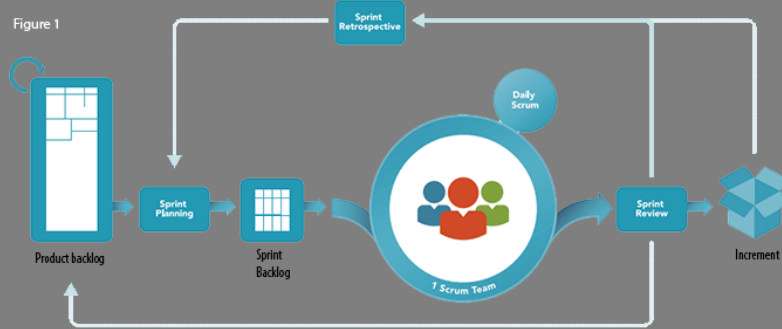 Figure 1
Sprint
Retrospective
Daily
Scrum
Sprint
Planning
Sprint
Review
Product backlog
Sprint
Backlog
1 Scrum Team
Increment